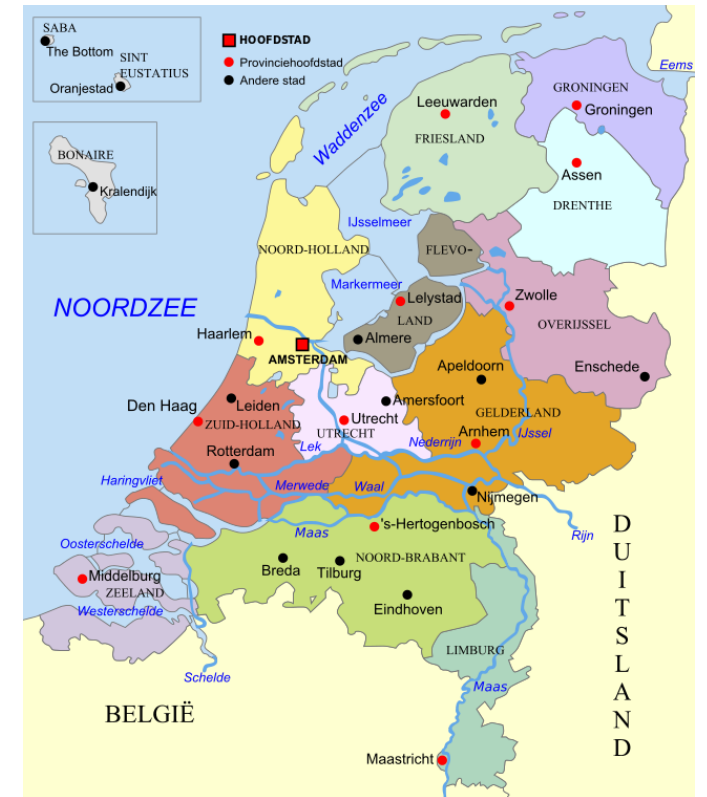 SABA
The Bottom
SINT
EUSTATIUS
Oranjestad
BONAIRE
Kralendijk
HOOFDSTAD
Provinciehoofdstad
Andere stad
Eems
Waddenzee
Leeuwarden
FRIESLAND
GRONINGEN
Groningen
Assen
DRENTHE
IJsselmeer
NOORD-HOLLAND
FLEVO-
Markermeer
Lelystad
LAND
Almere
Zwolle
OVERIJSSEL
Enschede
NOORDZEE
Haarlem
AMSTERDAM
Apeldoorn
Amersfoort
GELDERLAND
Den Haag
Leiden
ZUID-HOLLAND
Utrecht
UTRECHT
Arnhem
IJssel
Nederrijn
Lek
Rotterdam
Haringvliet
Merwede
Waal
Nijmegen
Rijn
Maas
's-Hertogenbosch
Oosterschelde
Middelburg
ZEELAND
Westerschelde
Breda
Tilburg
NOORD-BRABANT
Eindhoven
Schelde
LIMBURG
Maas
Maastricht
BELGIË
D
U
I
T
S
L
A
N
D